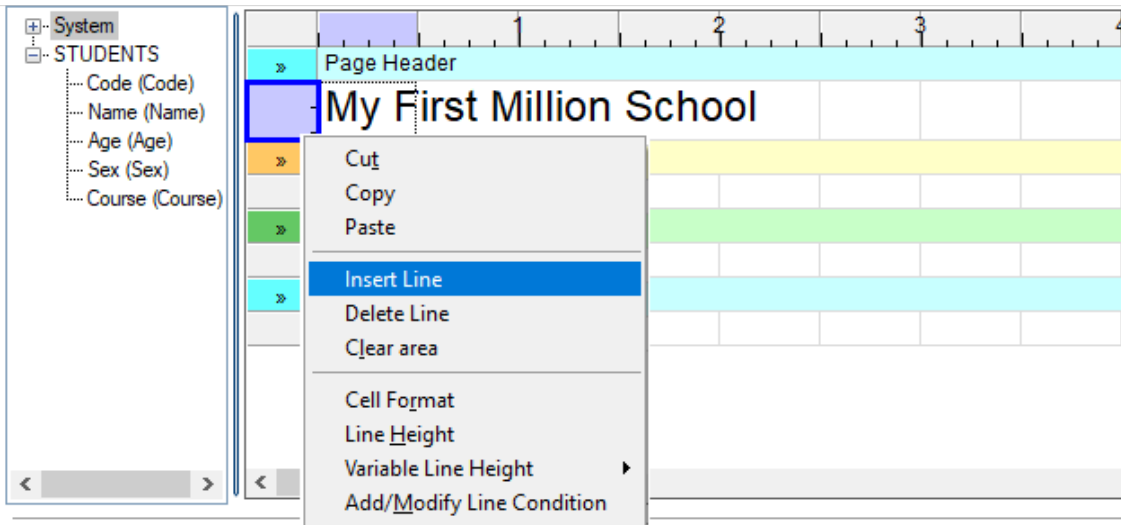 System
STUDENTS
Code (Code)
Name (Name)
Age (Age)
Sex (Sex)
Course (Course)
1 2 3 4
» Page Header
My First Million School
»
»
»
Cut
Copy
Paste
Insert Line
Delete Line
Clear area
Cell Format
Line Height
Variable Line Height
Add/Modify Line Condition